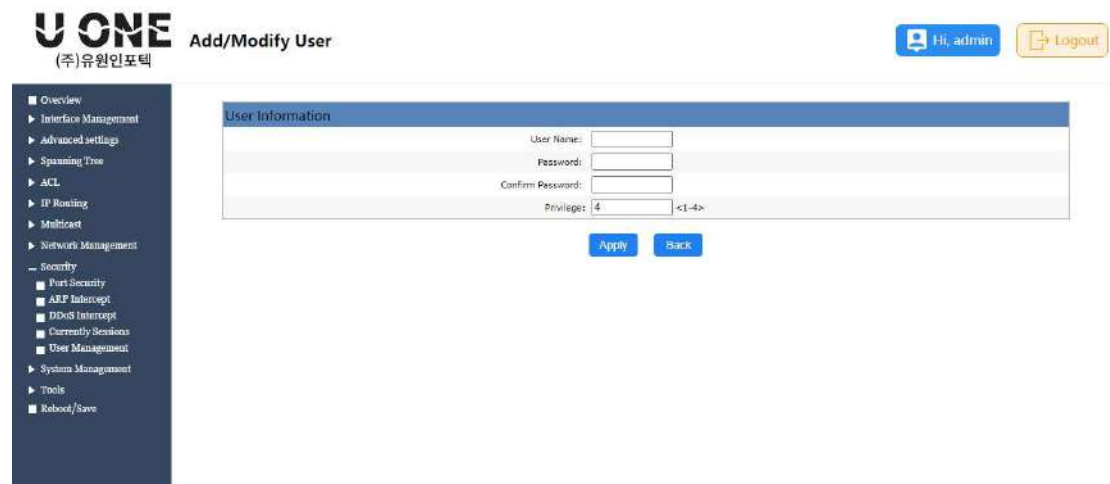 U ONE
(주)유원인포텍
Add/Modify User
Hi, admin
Logout
Overview
Interface Management
Advanced settings
Spanning Tree
ACL
IP Routing
Multicast
Network Management
Security
Port Security
ARP Intercept
DDoS Intercept
Currently Sessions
User Management
System Management
Tools
Reboot/Save
User Information
User Name:
Password:
Confirm Password:
Privilege: 4 <1-4>
Apply Back